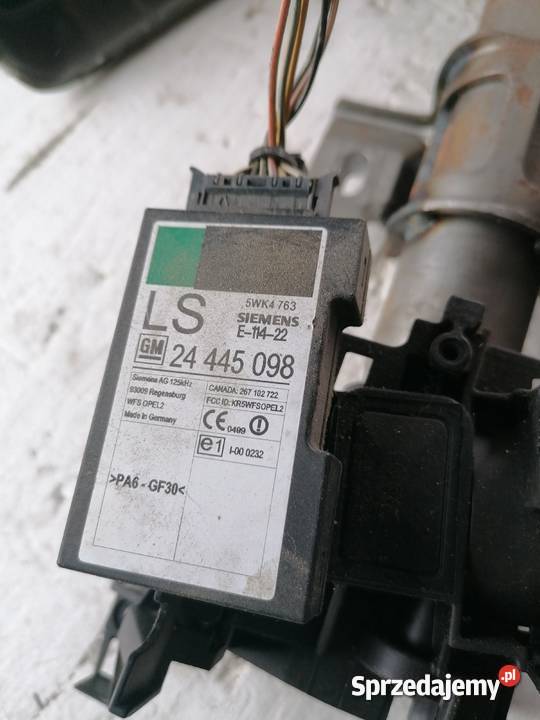 5WK4 763
LS SIEMENS
E-114-22
GM 24 445 098
Siemens AG 125kHz
93009 Regensburg
WFS OPEL2
Made in Germany
CANADA: 267 102 722
FCC ID: KR5WFSOPEL2
CE 0499
e1 I-00 0232
>PA6 - GF30<
Sprzedajemy.pl